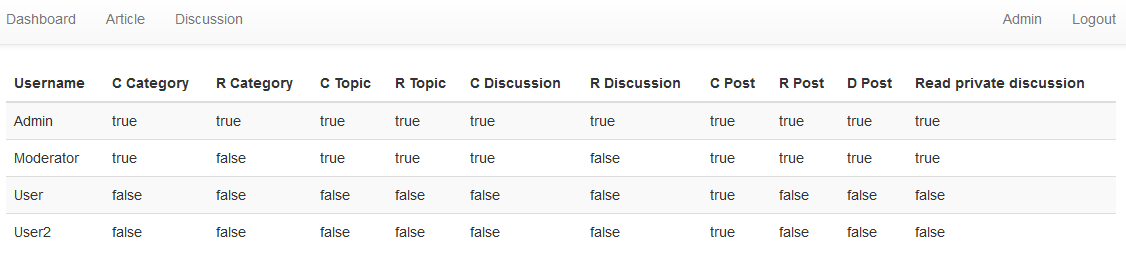 Dashboard Article Discussion Admin Logout
Username C Category R Category C Topic R Topic C Discussion R Discussion C Post R Post D Post Read private discussion
Admin true true true true true true true true true true
Moderator true false true true true false true true true true
User false false false false false false true false false false
User2 false false false false false false true false false false